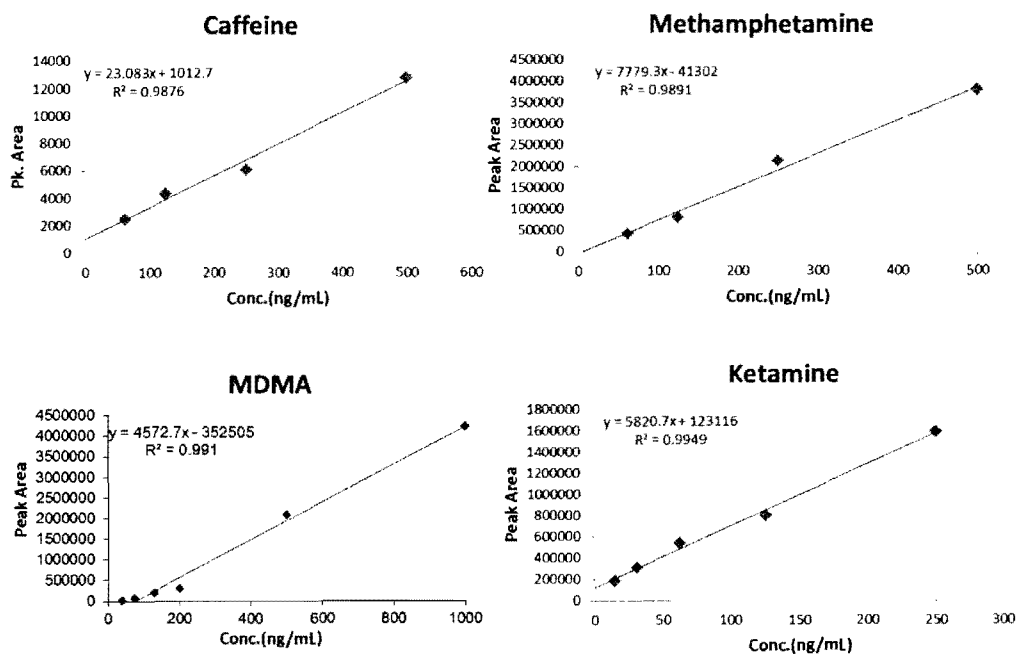 Caffeine
y = 23.083x + 1012.7
R² = 0.9876
14000
12000
10000
8000
6000
4000
2000
0
Pk. Area
0 100 200 300 400 500 600
Conc.(ng/mL)
Methamphetamine
y = 7779.3x - 41302
R² = 0.9891
4500000
4000000
3500000
3000000
2500000
2000000
1500000
1000000
500000
0
Peak Area
0 100 200 300 400 500
Conc.(ng/mL)
MDMA
y = 4572.7x - 352505
R² = 0.991
4500000
4000000
3500000
3000000
2500000
2000000
1500000
1000000
500000
0
Peak Area
0 200 400 600 800 1000
Conc.(ng/mL)
Ketamine
y = 5820.7x + 123116
R² = 0.9949
1800000
1600000
1400000
1200000
1000000
800000
600000
400000
200000
0
Peak Area
0 50 100 150 200 250 300
Conc.(ng/mL)